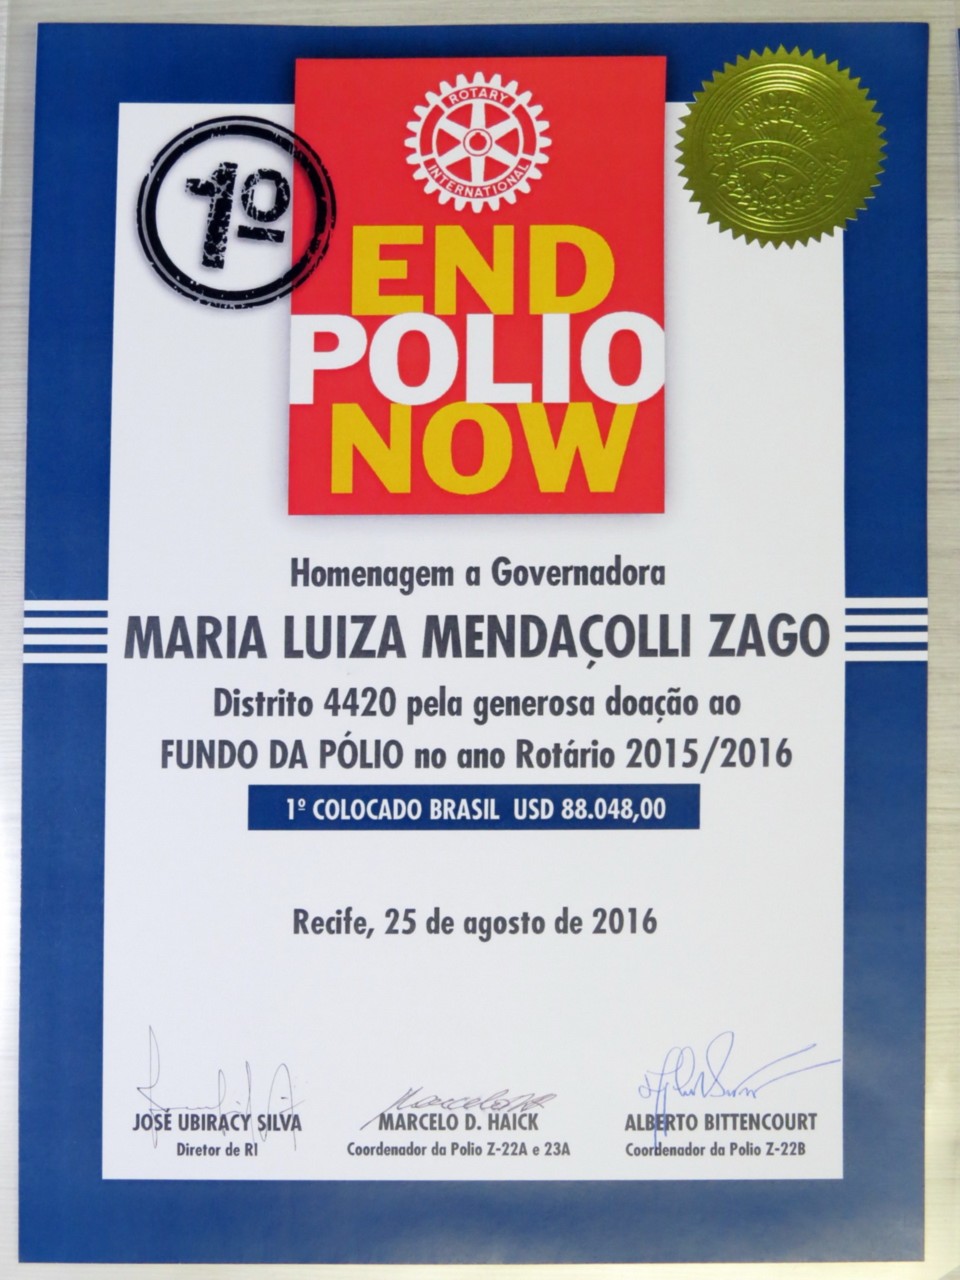 ROTARY
INTERNATIONAL
1º
END
POLIO
NOW
Homenagem a Governadora
MARIA LUIZA MENDAÇOLLI ZAGO
Distrito 4420 pela generosa doação ao
FUNDO DA PÓLIO no ano Rotário 2015/2016
1º COLOCADO BRASIL USD 88.048,00
Recife, 25 de agosto de 2016
JOSÉ UBIRACY SILVA
Diretor de RI
MARCELO D. HAICK
Coordenador da Polio Z-22A e 23A
ALBERTO BITTENCOURT
Coordenador da Polio Z-22B